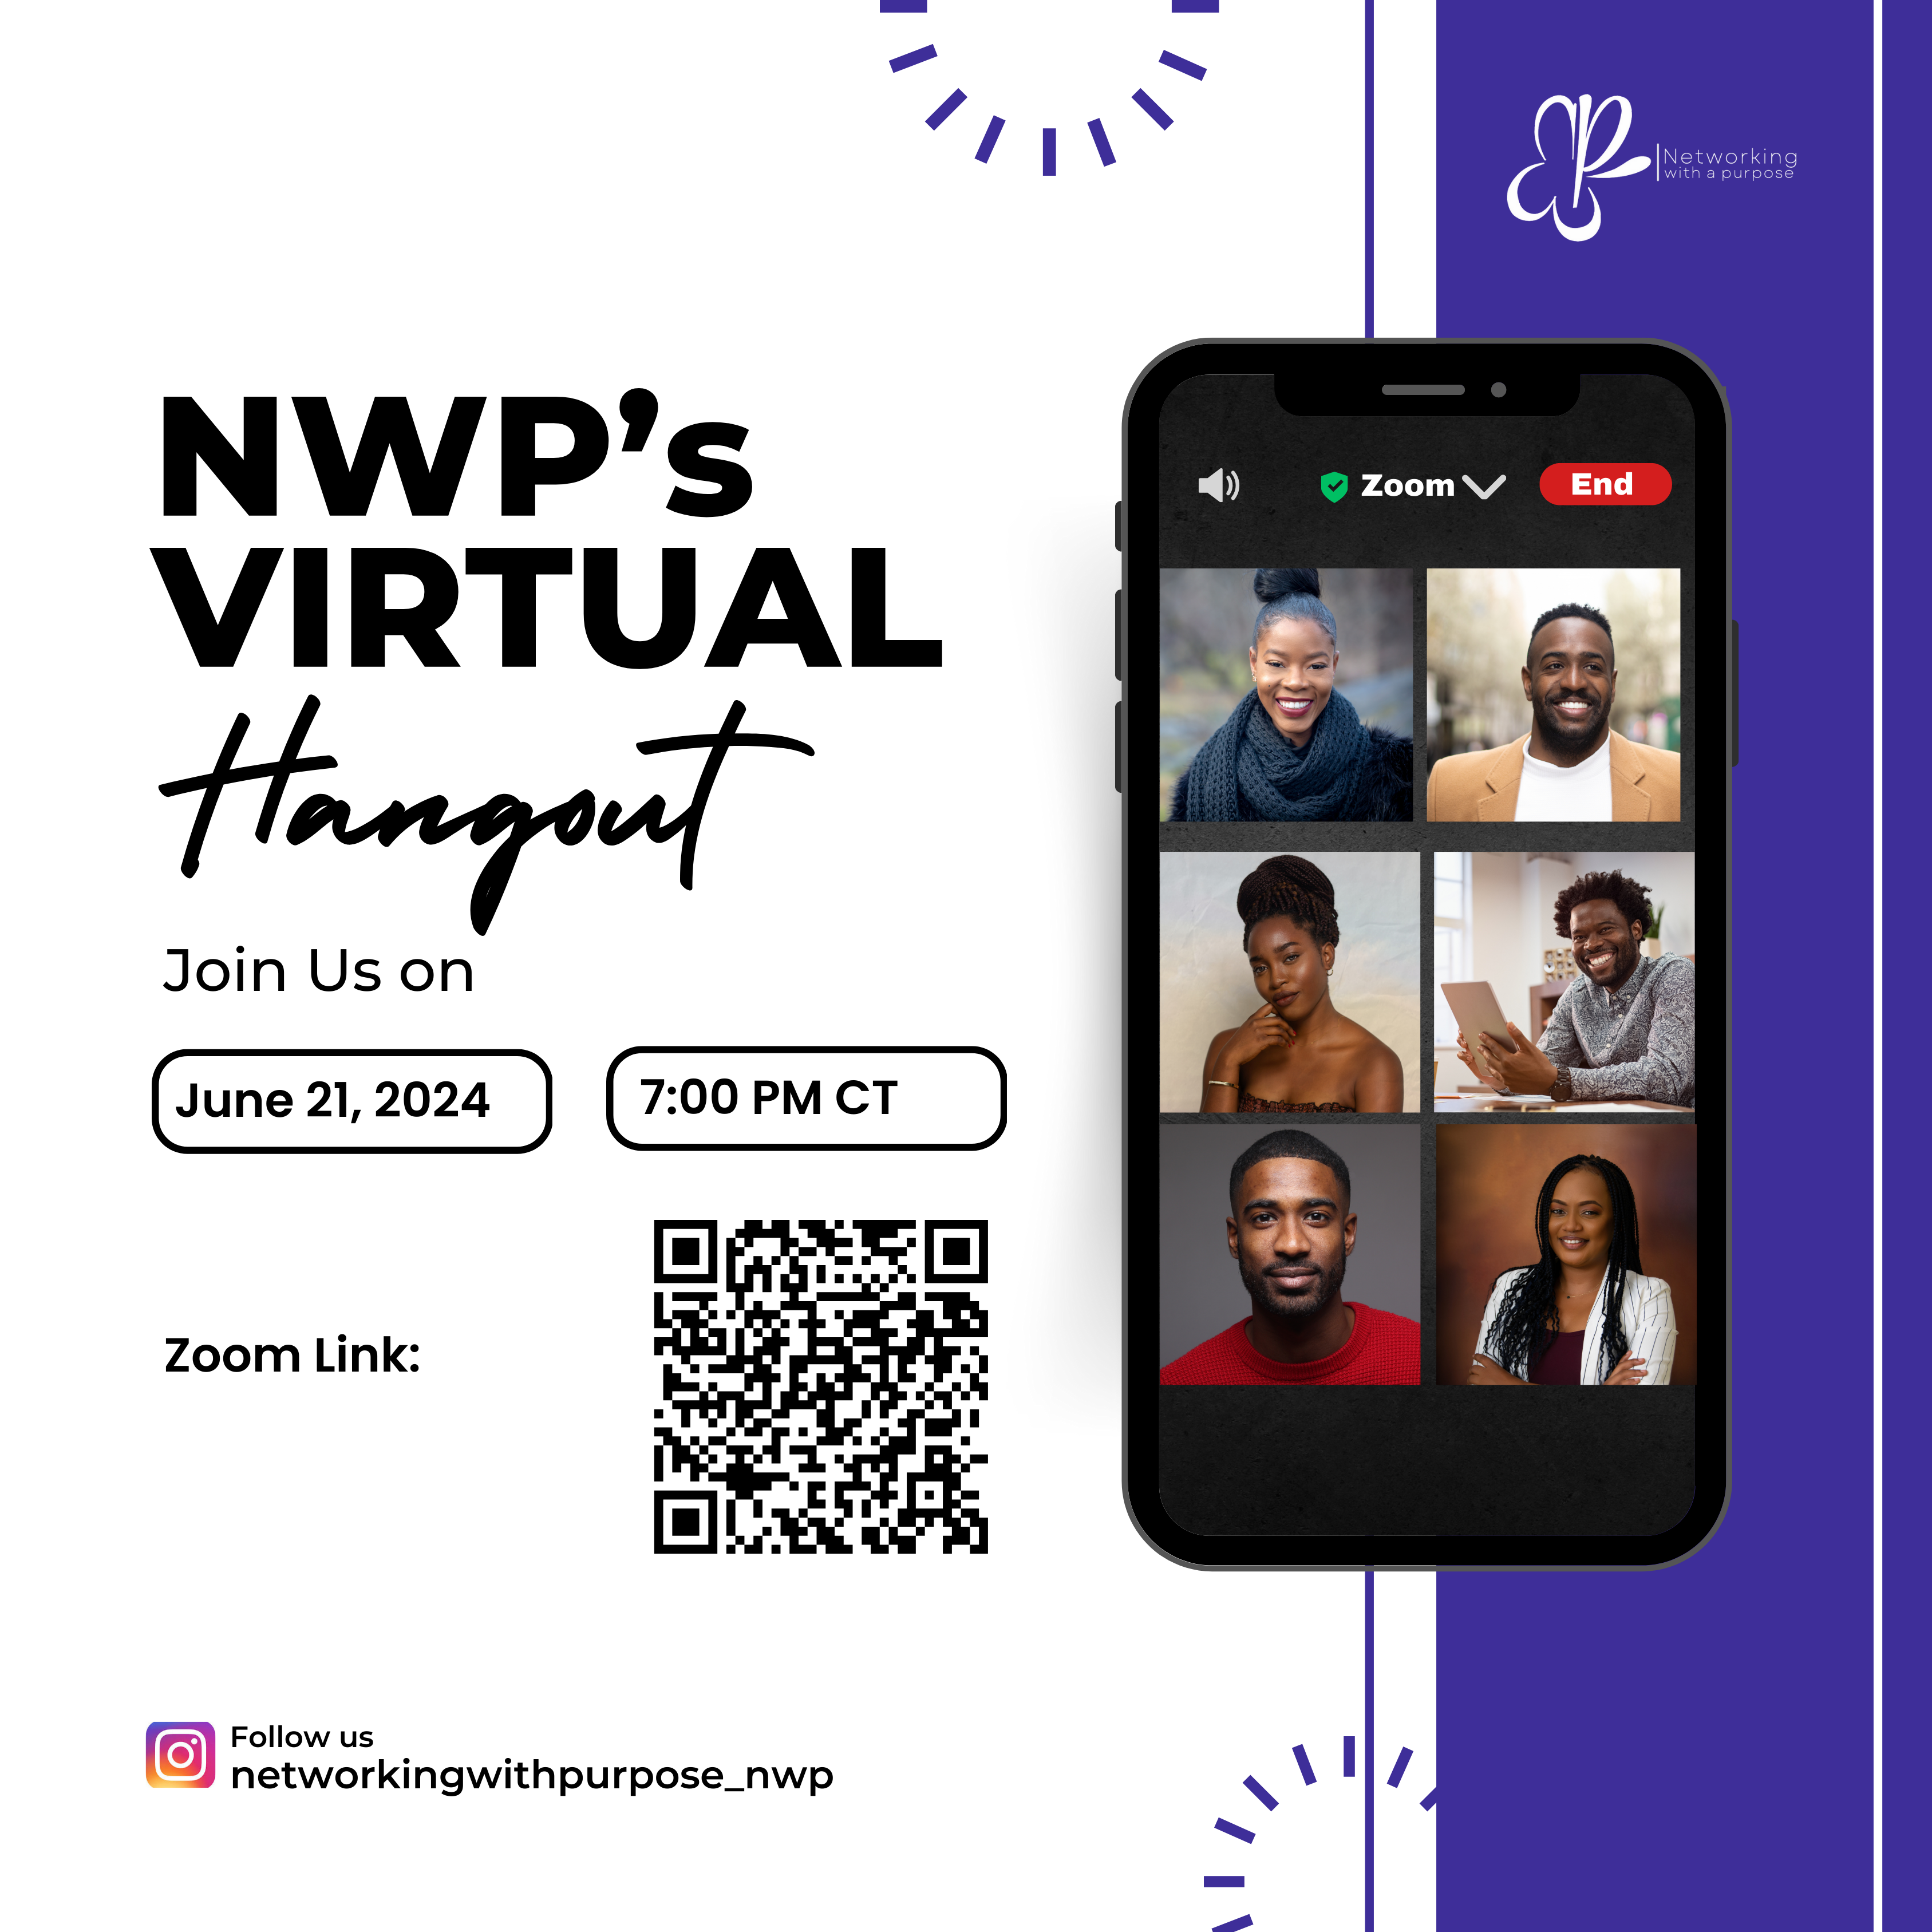 Networking
with a purpose
NWP's
VIRTUAL
Hangout
Join Us on
June 21, 2024
7:00 PM CT
Zoom Link:
Follow us
networkingwithpurpose_nwp
Zoom
End